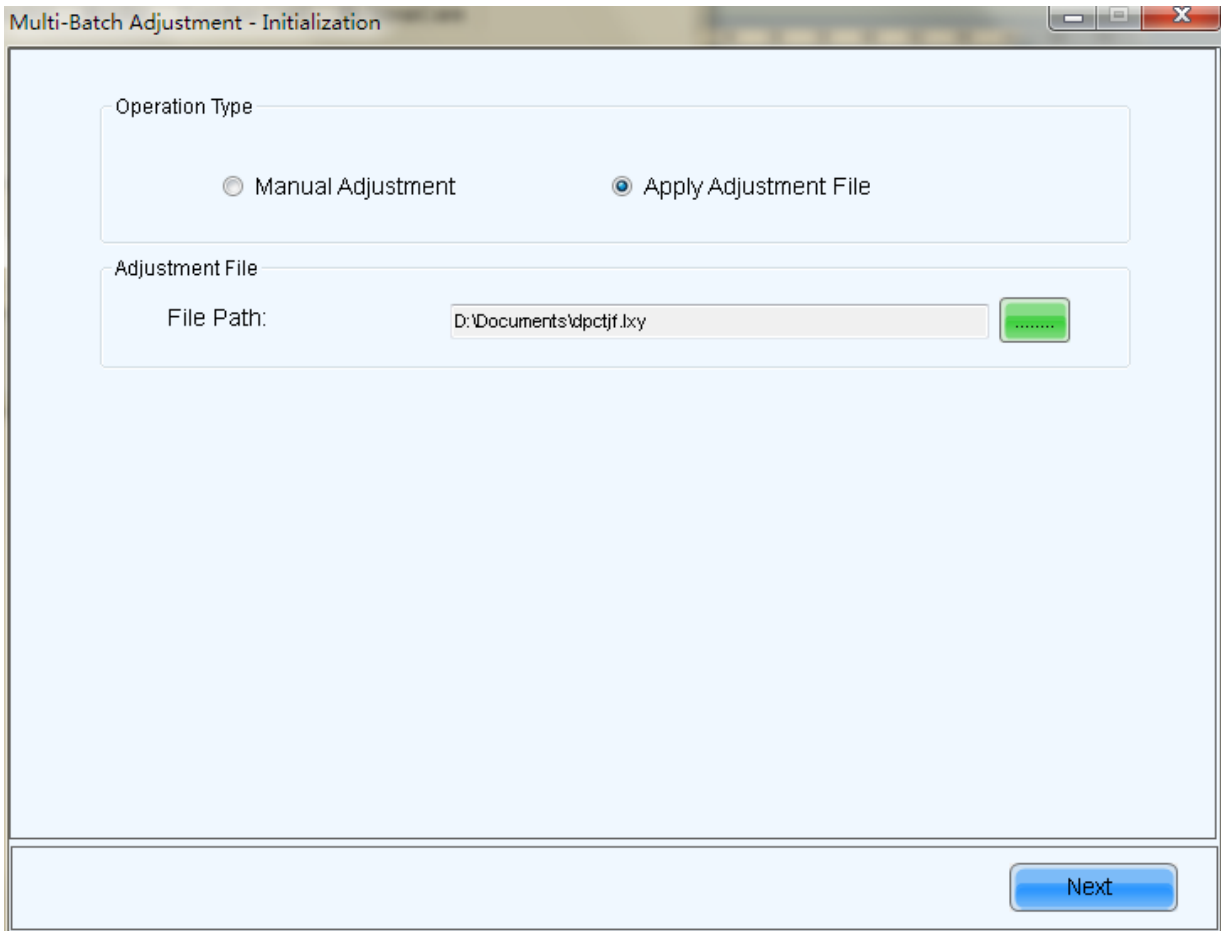 Multi-Batch Adjustment - Initialization
Operation Type
Manual Adjustment
Apply Adjustment File
Adjustment File
File Path:
D:\Documents\dpctjf.lxy
........
Next